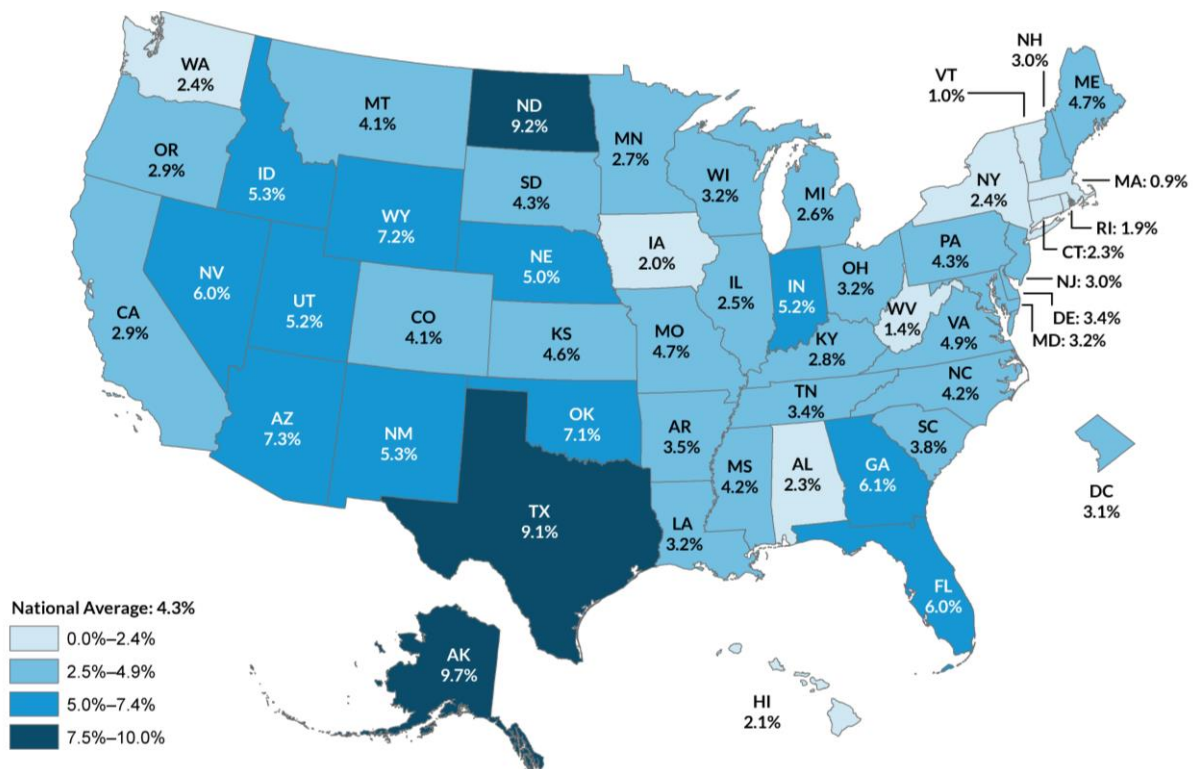 WA
2.4%
OR
2.9%
CA
2.9%
ID
5.3%
NV
6.0%
MT
4.1%
WY
7.2%
UT
5.2%
AZ
7.3%
CO
4.1%
NM
5.3%
ND
9.2%
SD
4.3%
NE
5.0%
KS
4.6%
OK
7.1%
TX
9.1%
MN
2.7%
IA
2.0%
MO
4.7%
AR
3.5%
LA
3.2%
WI
3.2%
IL
2.5%
MI
2.6%
IN
5.2%
OH
3.2%
KY
2.8%
TN
3.4%
MS
4.2%
AL
2.3%
GA
6.1%
FL
6.0%
SC
3.8%
NC
4.2%
VA
4.9%
WV
1.4%
PA
4.3%
NY
2.4%
VT
1.0%
NH
3.0%
ME
4.7%
MA: 0.9%
RI: 1.9%
CT:2.3%
NJ: 3.0%
DE: 3.4%
MD: 3.2%
DC
3.1%
AK
9.7%
HI
2.1%
National Average: 4.3%
0.0%–2.4%
2.5%–4.9%
5.0%–7.4%
7.5%–10.0%